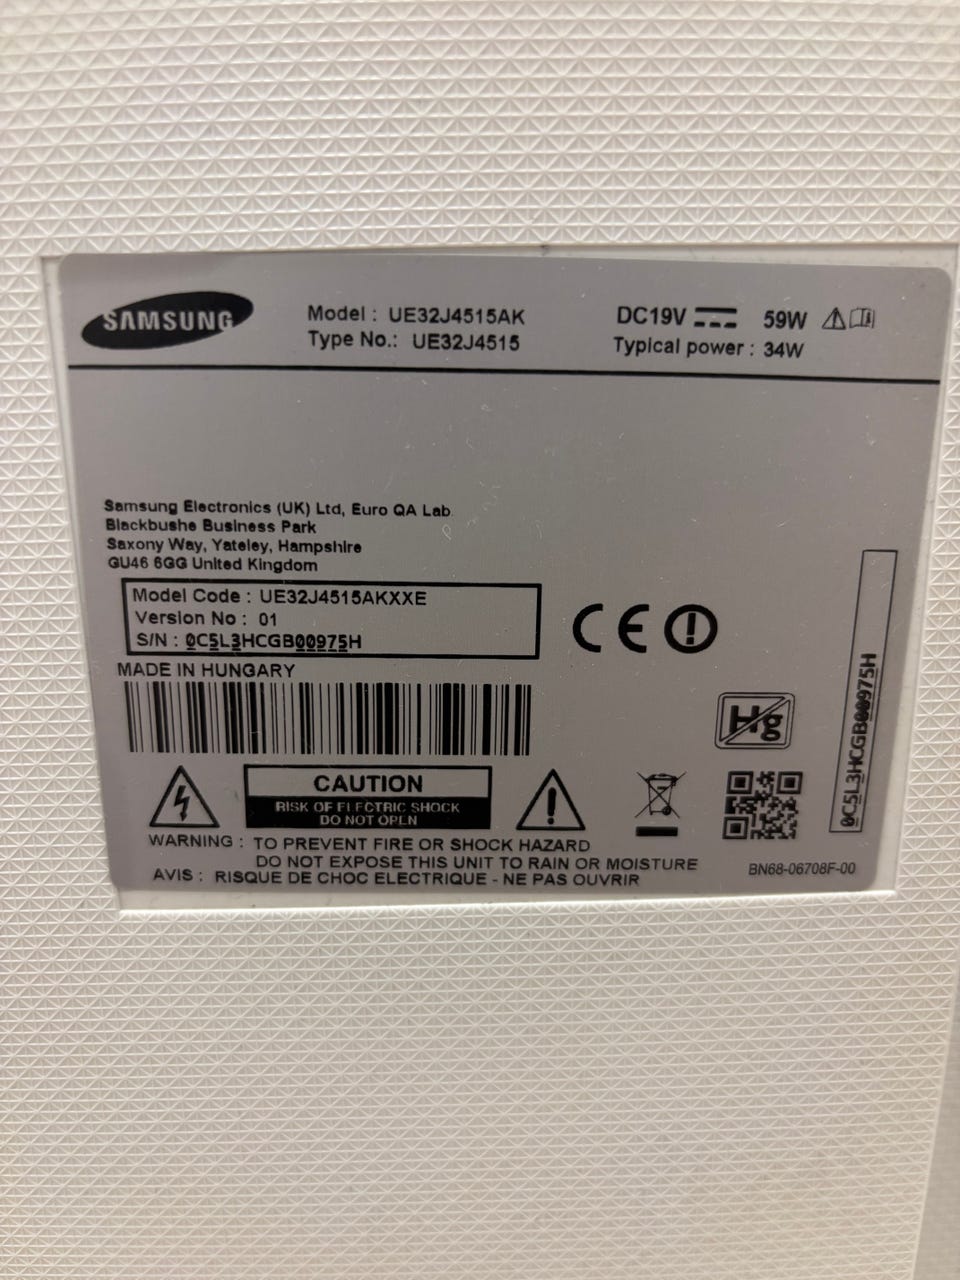 SAMSUNG
Model : UE32J4515AK
Type No.: UE32J4515
DC19V 59W
Typical power : 34W
Samsung Electronics (UK) Ltd, Euro QA Lab
Blackbushe Business Park
Saxony Way, Yateley, Hampshire
GU46 6GG United Kingdom
Model Code : UE32J4515AKXXE
Version No : 01
S/N : 0C5L3HCGB00975H
MADE IN HUNGARY
CE
Hg
0C5L3HCGB00975H
CAUTION
RISK OF ELECTRIC SHOCK
DO NOT OPEN
WARNING : TO PREVENT FIRE OR SHOCK HAZARD
DO NOT EXPOSE THIS UNIT TO RAIN OR MOISTURE
AVIS : RISQUE DE CHOC ELECTRIQUE - NE PAS OUVRIR
BN68-06708F-00